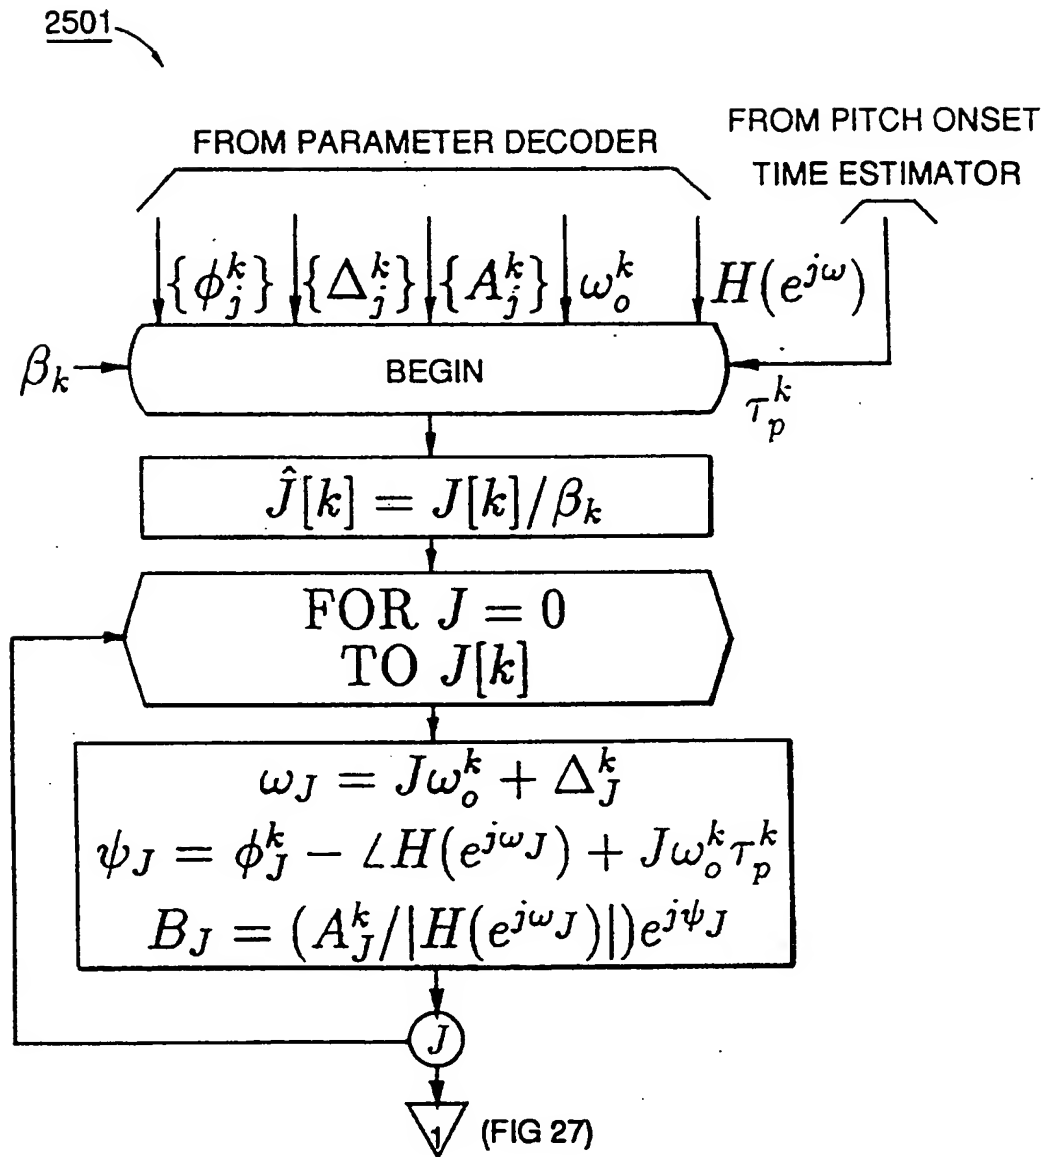 2501
FROM PARAMETER DECODER
FROM PITCH ONSET
TIME ESTIMATOR
{ϕ_j^k} {Δ_j^k} {A_j^k} ω_o^k H(e^{jω})
β_k
BEGIN
τ_p^k
Ĵ[k] = J[k]/β_k
FOR J = 0
TO J[k]
ω_J = Jω_o^k + Δ_J^k
ψ_J = ϕ_J^k − ∠H(e^{jω_J}) + Jω_o^k τ_p^k
B_J = (A_J^k/|H(e^{jω_J})|)e^{jψ_J}
J
1 (FIG 27)